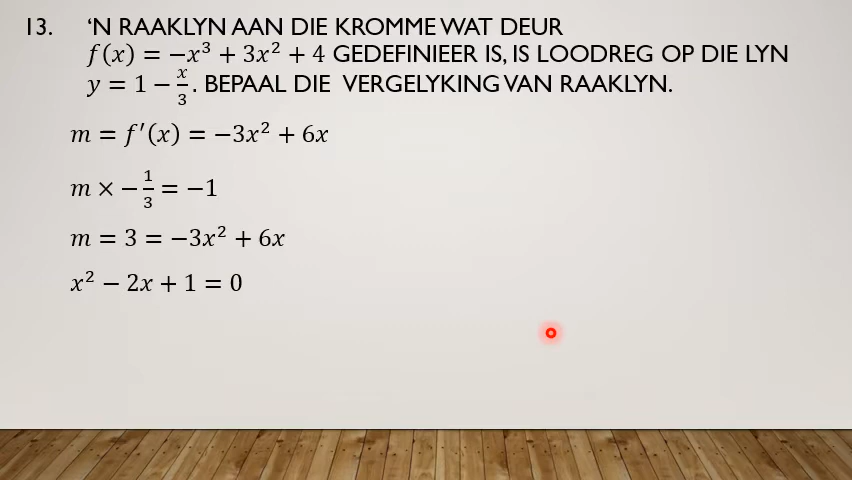 13. ‘N RAAKLYN AAN DIE KROMME WAT DEUR
f(x) = −x³ + 3x² + 4 GEDEFINIEER IS, IS LOODREG OP DIE LYN
y = 1 − x/3. BEPAAL DIE VERGELYKING VAN RAAKLYN.
m = f′(x) = −3x² + 6x
m × −1/3 = −1
m = 3 = −3x² + 6x
x² − 2x + 1 = 0